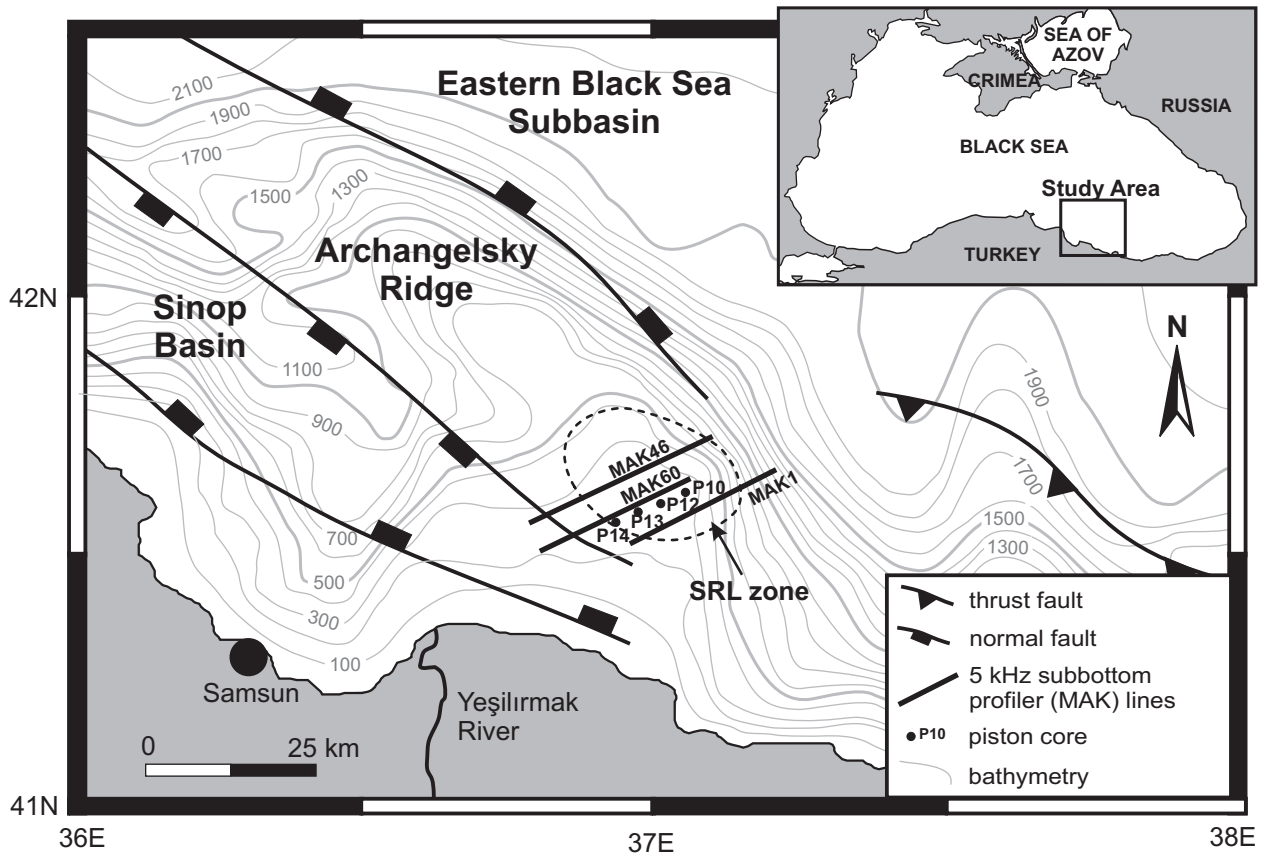 SEA OF
AZOV
CRIMEA
RUSSIA
BLACK SEA
Study Area
TURKEY
Eastern Black Sea
Subbasin
2100
1900
1700
1500
1300
Archangelsky
Ridge
42N
Sinop
Basin
N
1100
900
1900
MAK46
MAK60
MAK1
P10
P12
P13
P14
1700
1500
1300
700
500
300
100
SRL zone
Samsun
Yeşilırmak
River
0 25 km
thrust fault
normal fault
5 kHz subbottom
profiler (MAK) lines
P10 piston core
bathymetry
41N
36E 37E 38E